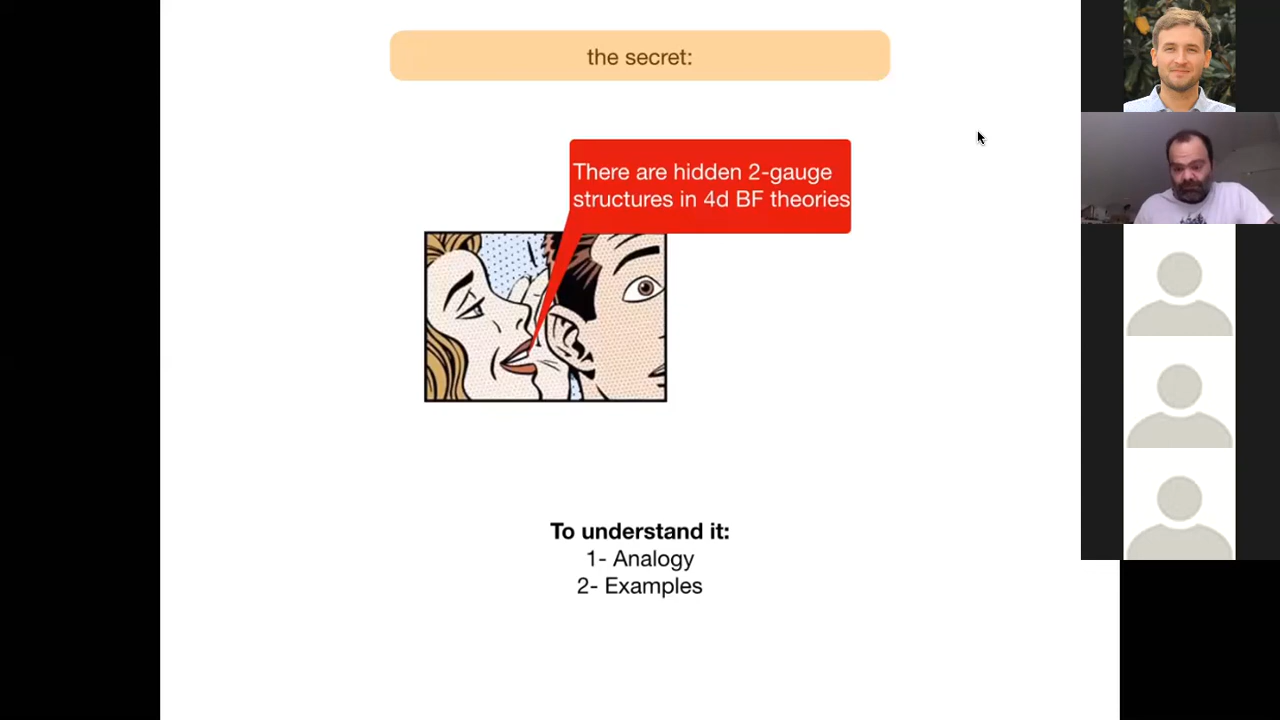 the secret:
There are hidden 2-gauge
structures in 4d BF theories
To understand it:
1- Analogy
2- Examples